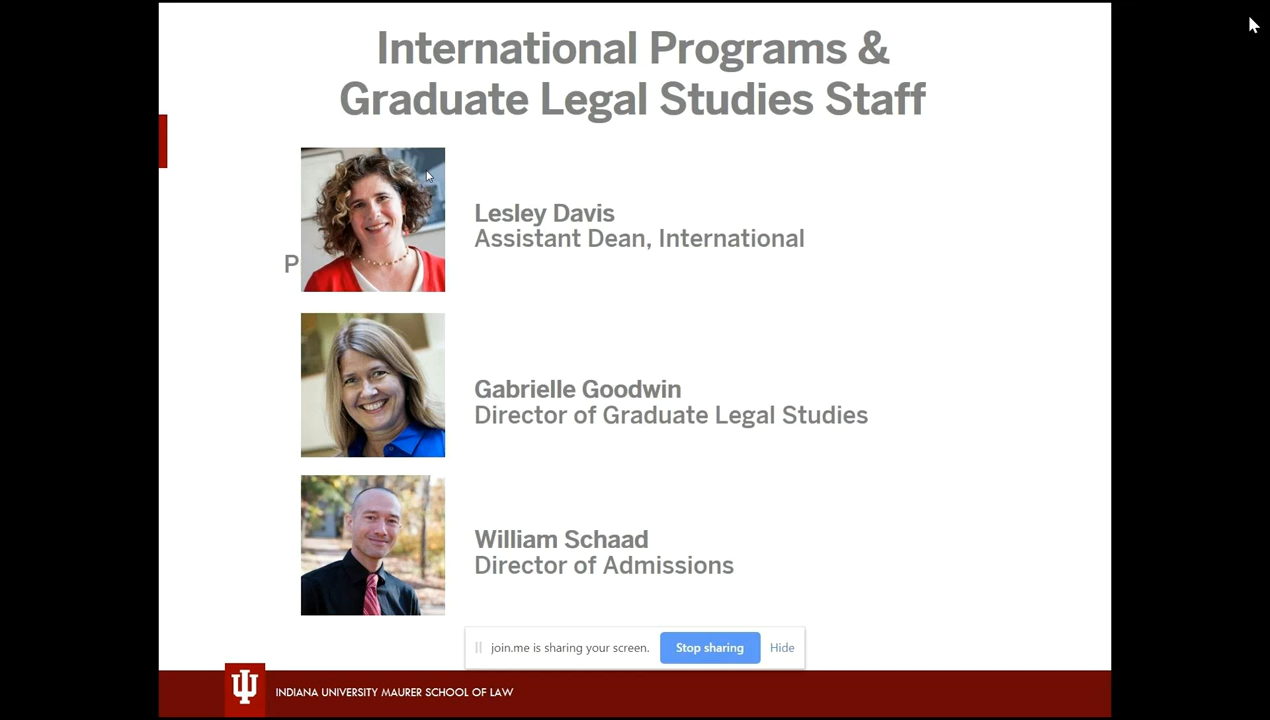 International Programs &
Graduate Legal Studies Staff
Lesley Davis
Assistant Dean, International
P
Gabrielle Goodwin
Director of Graduate Legal Studies
William Schaad
Director of Admissions
join.me is sharing your screen. Stop sharing Hide
INDIANA UNIVERSITY MAURER SCHOOL OF LAW